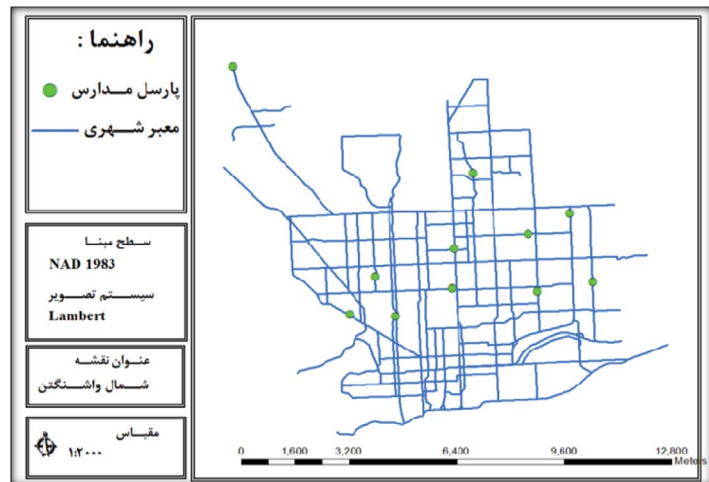 راهنما :
پارسل مدارس
معبر شهری
سطح مبنا
NAD 1983
سیستم تصویر
Lambert
عنوان نقشه
شمال واشنگتن
مقیاس
۱:۲۰۰۰
0 1,600 3,200 6,400 9,600 12,800
Meters